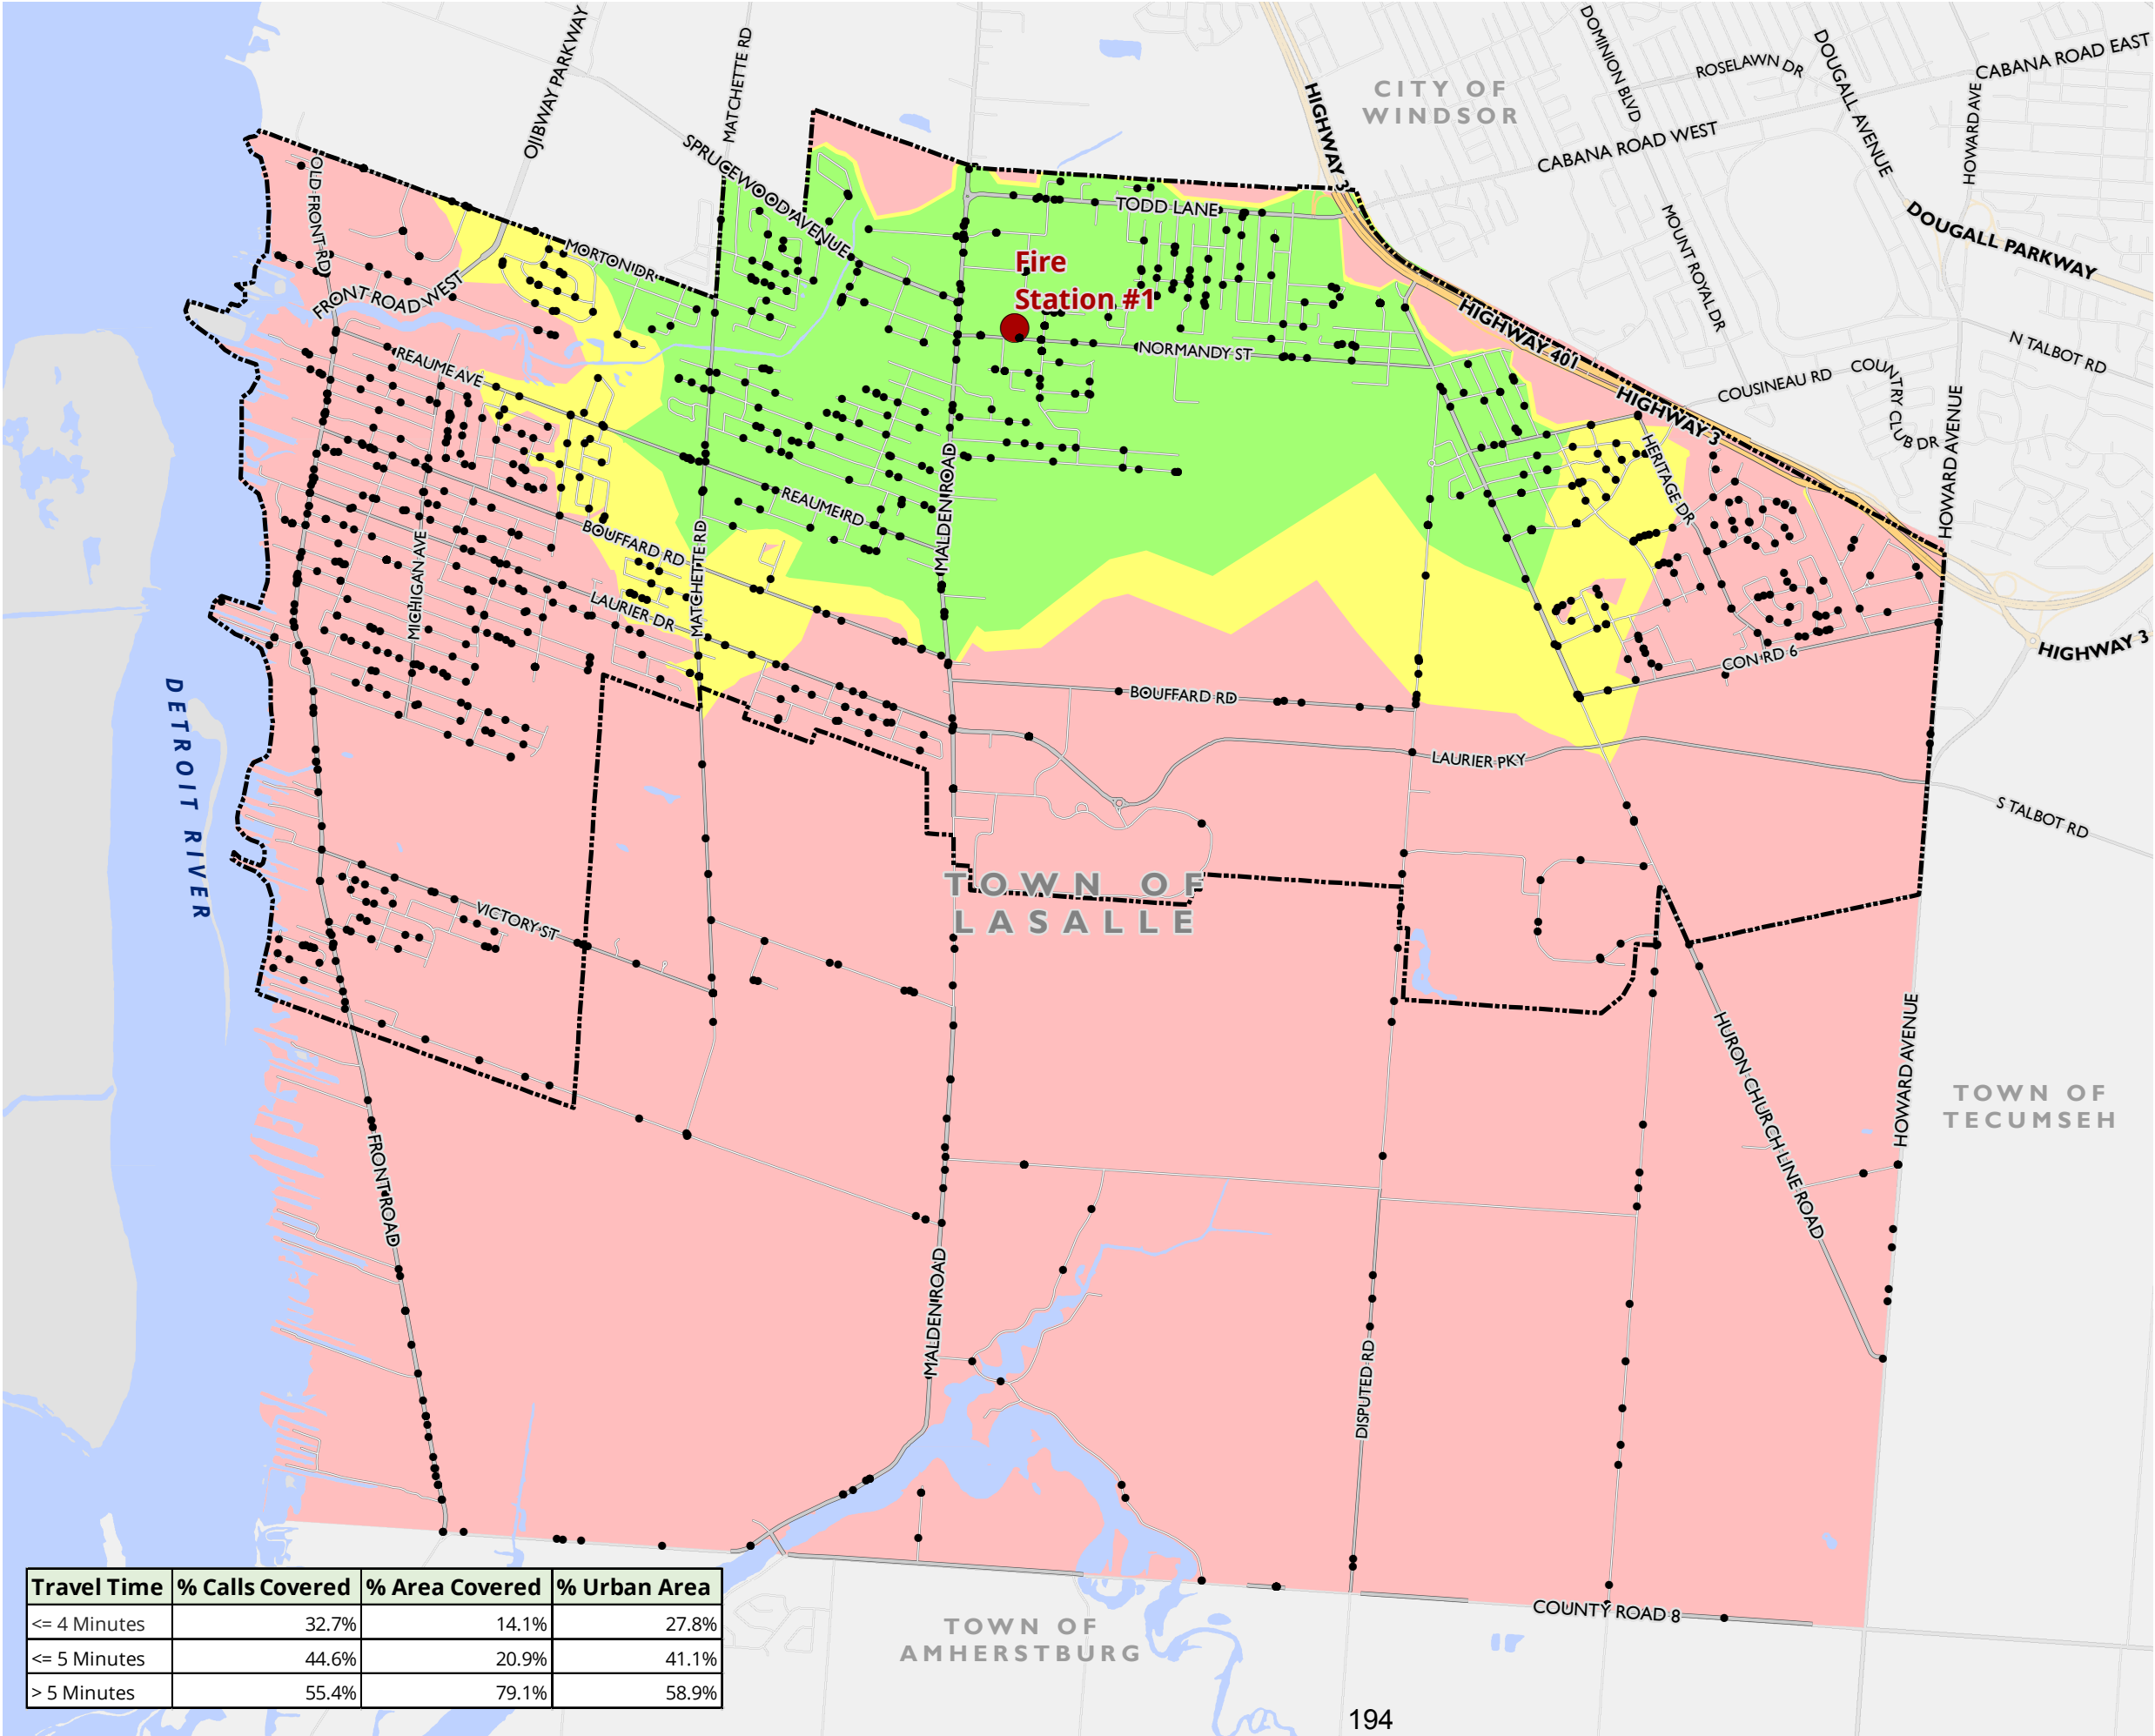 OJIBWAY PARKWAY
MATCHETTE RD
SPRUCEWOOD AVENUE
CITY OF
WINDSOR
HIGHWAY 3
DOMINION BLVD
ROSELAWN DR
DOUGALL AVENUE
CABANA ROAD EAST
HOWARD AVE
CABANA ROAD WEST
MOUNT ROYAL DR
DOUGALL PARKWAY
OLD FRONT RD
MORTON DR
TODD LANE
FRONT ROAD WEST
Fire
Station #1
NORMANDY ST
HIGHWAY 401
HIGHWAY 3
N TALBOT RD
COUSINEAU RD
COUNTRY CLUB DR
HOWARD AVENUE
REAUME AVE
HERITAGE DR
MALDEN ROAD
REAUME RD
BOUFFARD RD
MATCHETTE RD
MICHIGAN AVE
LAURIER DR
CON RD 6
HIGHWAY 3
BOUFFARD RD
LAURIER PKY
S TALBOT RD
DETROIT RIVER
TOWN OF
LASALLE
VICTORY ST
HURON CHURCH LINE ROAD
HOWARD AVENUE
TOWN OF
TECUMSEH
FRONT ROAD
MALDEN ROAD
DISPUTED RD
COUNTY ROAD 8
TOWN OF
AMHERSTBURG
Travel Time % Calls Covered % Area Covered % Urban Area
<= 4 Minutes 32.7% 14.1% 27.8%
<= 5 Minutes 44.6% 20.9% 41.1%
> 5 Minutes 55.4% 79.1% 58.9%
194